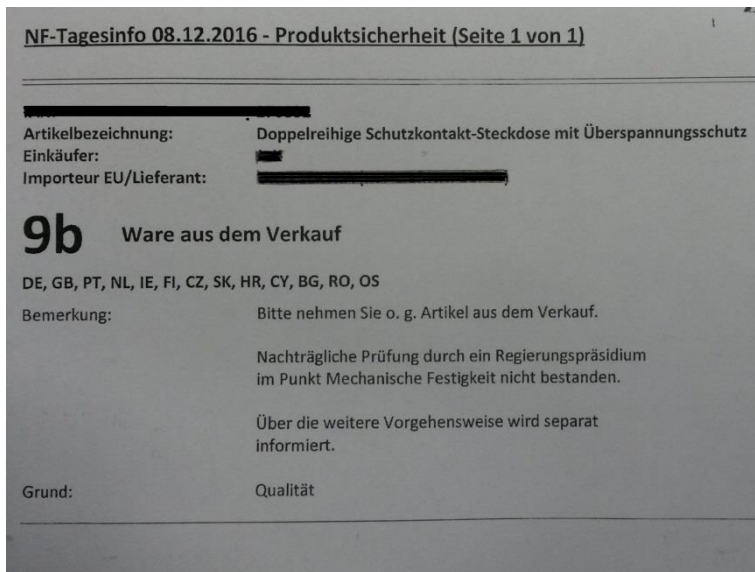 NF-Tagesinfo 08.12.2016 - Produktsicherheit (Seite 1 von 1)
Artikelbezeichnung: Doppelreihige Schutzkontakt-Steckdose mit Überspannungsschutz
Einkäufer:
Importeur EU/Lieferant:
9b Ware aus dem Verkauf
DE, GB, PT, NL, IE, FI, CZ, SK, HR, CY, BG, RO, OS
Bemerkung: Bitte nehmen Sie o. g. Artikel aus dem Verkauf.
Nachträgliche Prüfung durch ein Regierungspräsidium
im Punkt Mechanische Festigkeit nicht bestanden.
Über die weitere Vorgehensweise wird separat
informiert.
Grund: Qualität